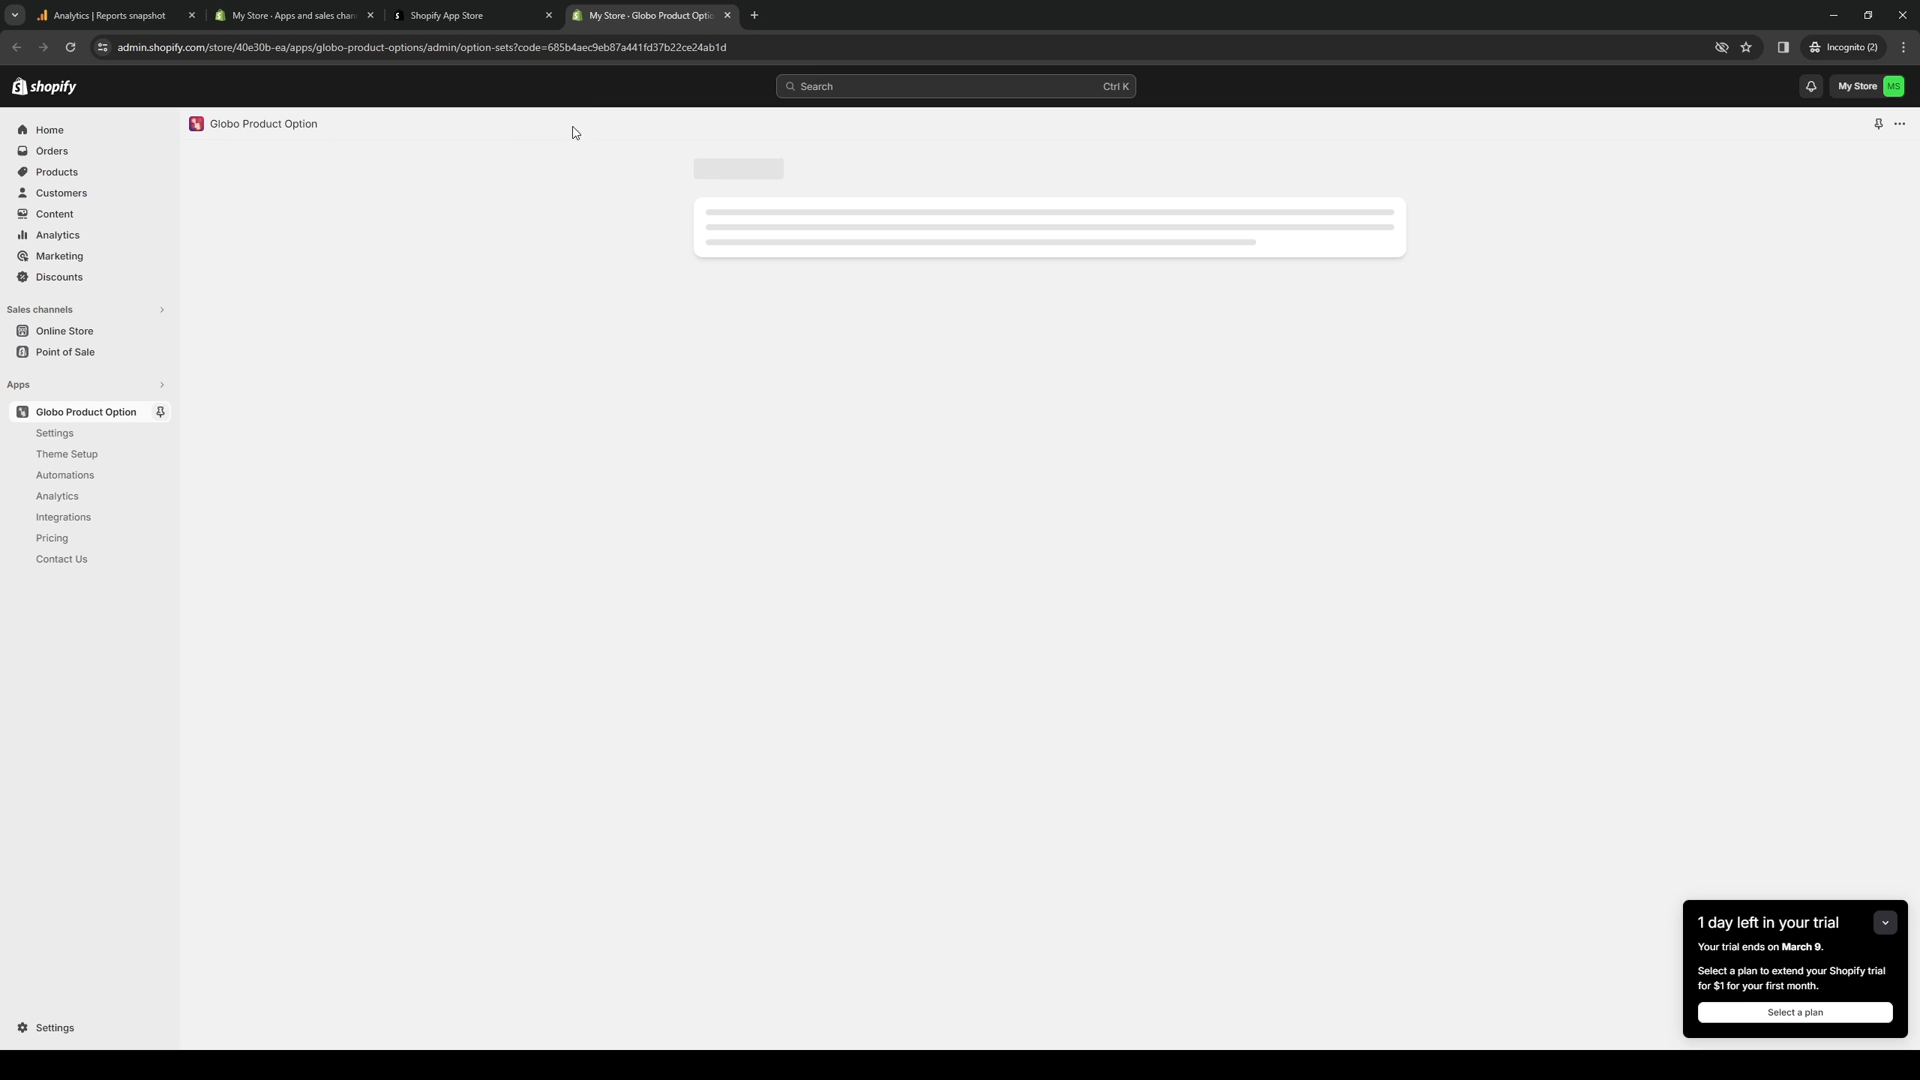 Analytics | Reports snapshot
My Store · Apps and sales chan
Shopify App Store
My Store · Globo Product Optio
admin.shopify.com/store/40e30b-ea/apps/globo-product-options/admin/option-sets?code=685b4aec9eb87a441fd37b22ce24ab1d
Incognito (2)
shopify
Search
Ctrl K
My Store
MS
Globo Product Option
Home
Orders
Products
Customers
Content
Analytics
Marketing
Discounts
Sales channels
Online Store
Point of Sale
Apps
Globo Product Option
Settings
Theme Setup
Automations
Analytics
Integrations
Pricing
Contact Us
Settings
1 day left in your trial
Your trial ends on March 9.
Select a plan to extend your Shopify trial
for $1 for your first month.
Select a plan